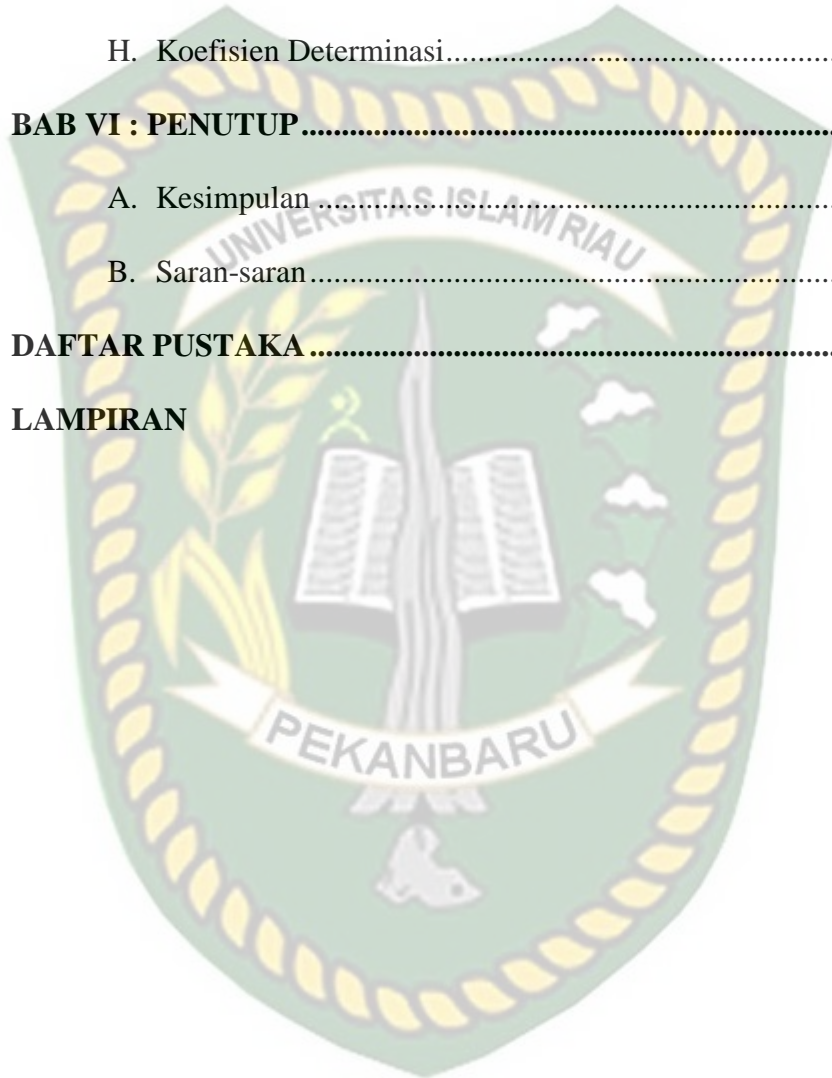 H. Koefisien Determinasi.................................................
BAB VI : PENUTUP..................................................................
A. Kesimpulan .................................................................
UNIVERSITAS ISLAM RIAU
B. Saran-saran..................................................................
DAFTAR PUSTAKA .................................................................
LAMPIRAN
PEKANBARU